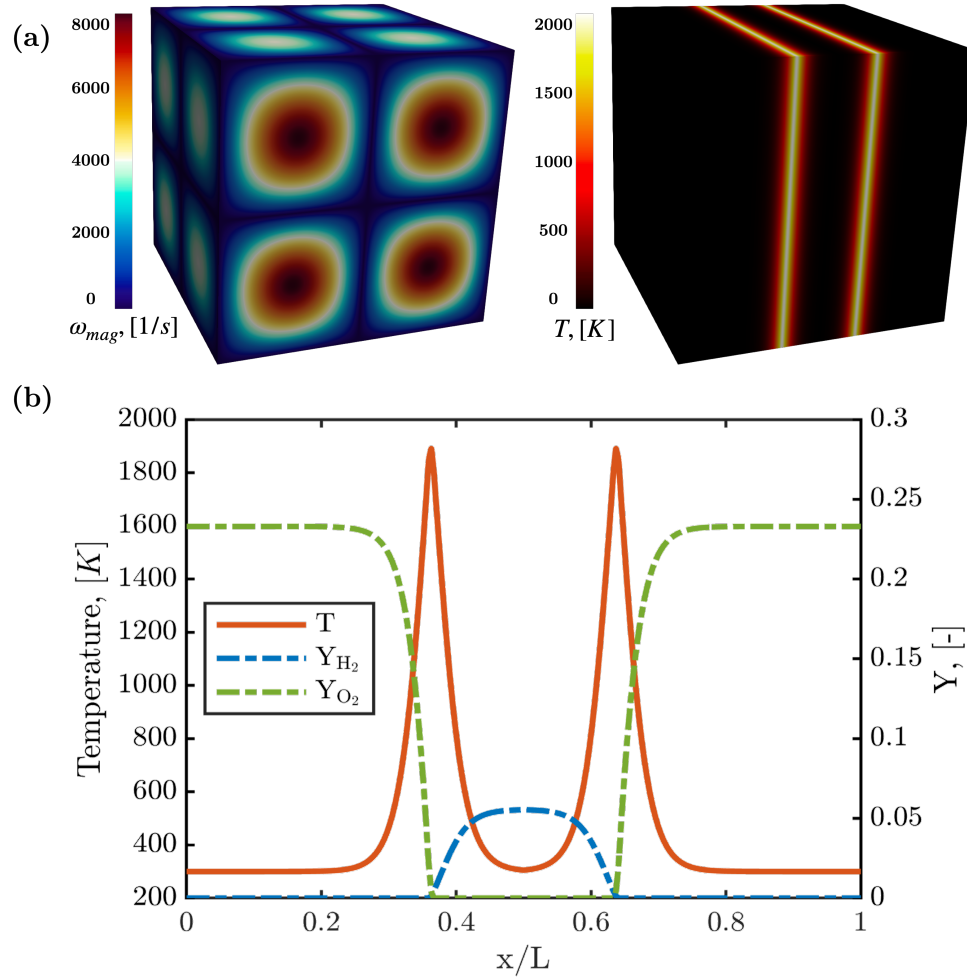 (a)
8000
6000
4000
2000
0
ω_mag, [1/s]
2000
1500
1000
500
0
T, [K]
(b)
2000
1800
1600
1400
1200
1000
800
600
400
200
Temperature, [K]
T
Y_H₂
Y_O₂
0.3
0.25
0.2
0.15
0.1
0.05
0
Y, [-]
0 0.2 0.4 0.6 0.8 1
x/L